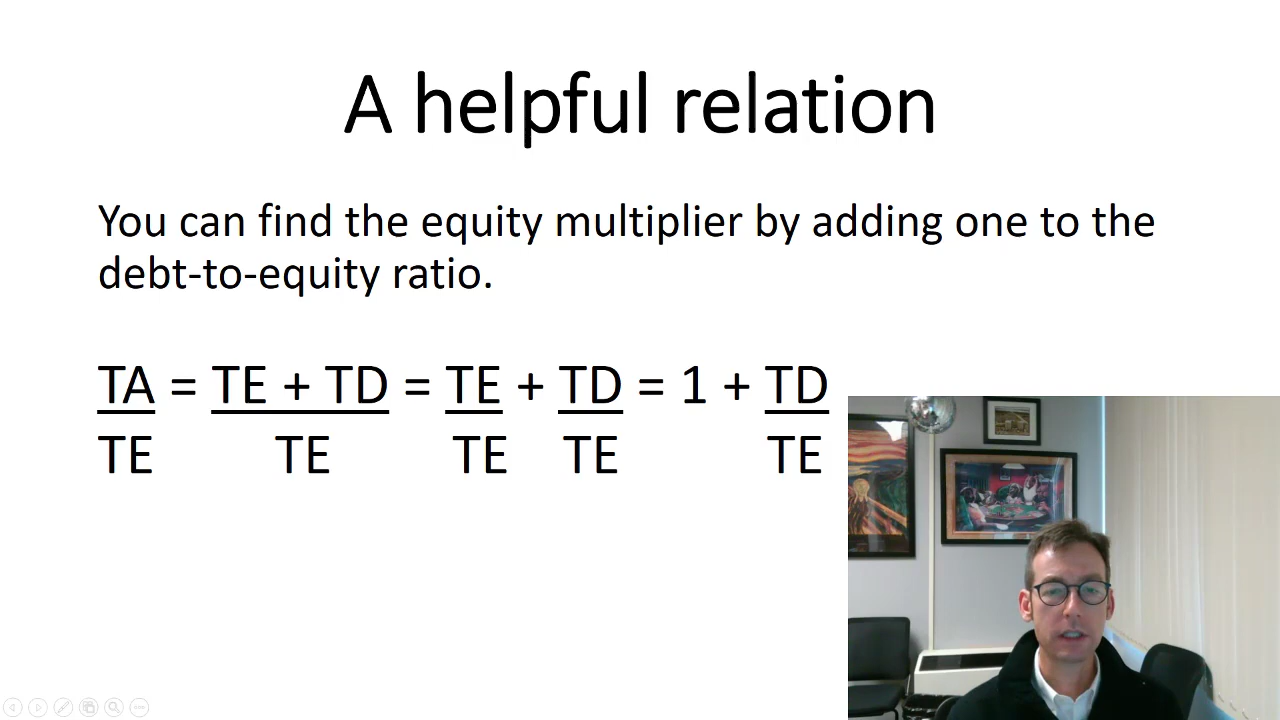 A helpful relation
You can find the equity multiplier by adding one to the
debt-to-equity ratio.
TA = TE + TD = TE + TD = 1 + TD
TE TE TE TE TE